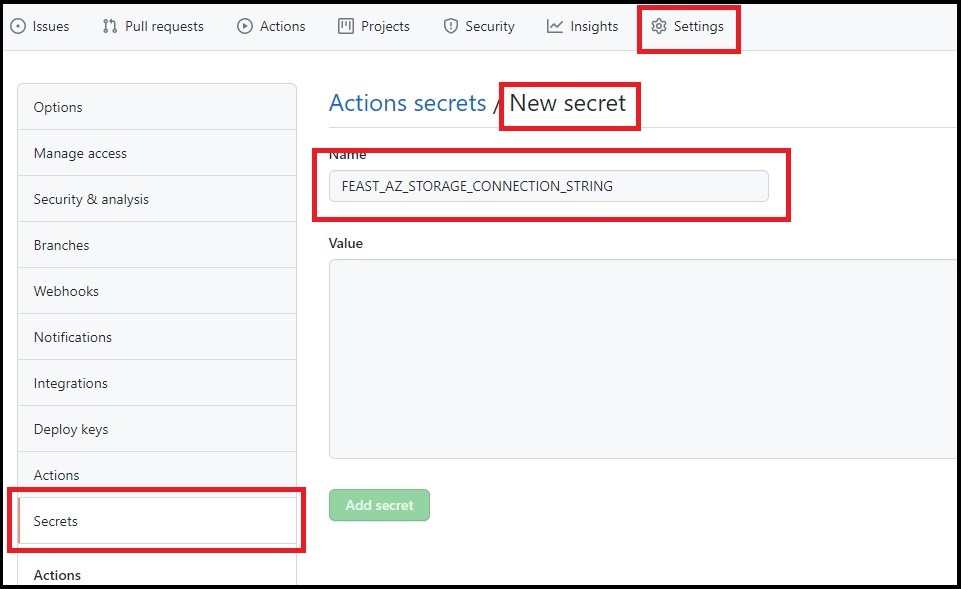 Issues Pull requests Actions Projects Security Insights Settings
Options
Manage access
Security & analysis
Branches
Webhooks
Notifications
Integrations
Deploy keys
Actions
Secrets
Actions
Actions secrets / New secret
Name
FEAST_AZ_STORAGE_CONNECTION_STRING
Value
Add secret